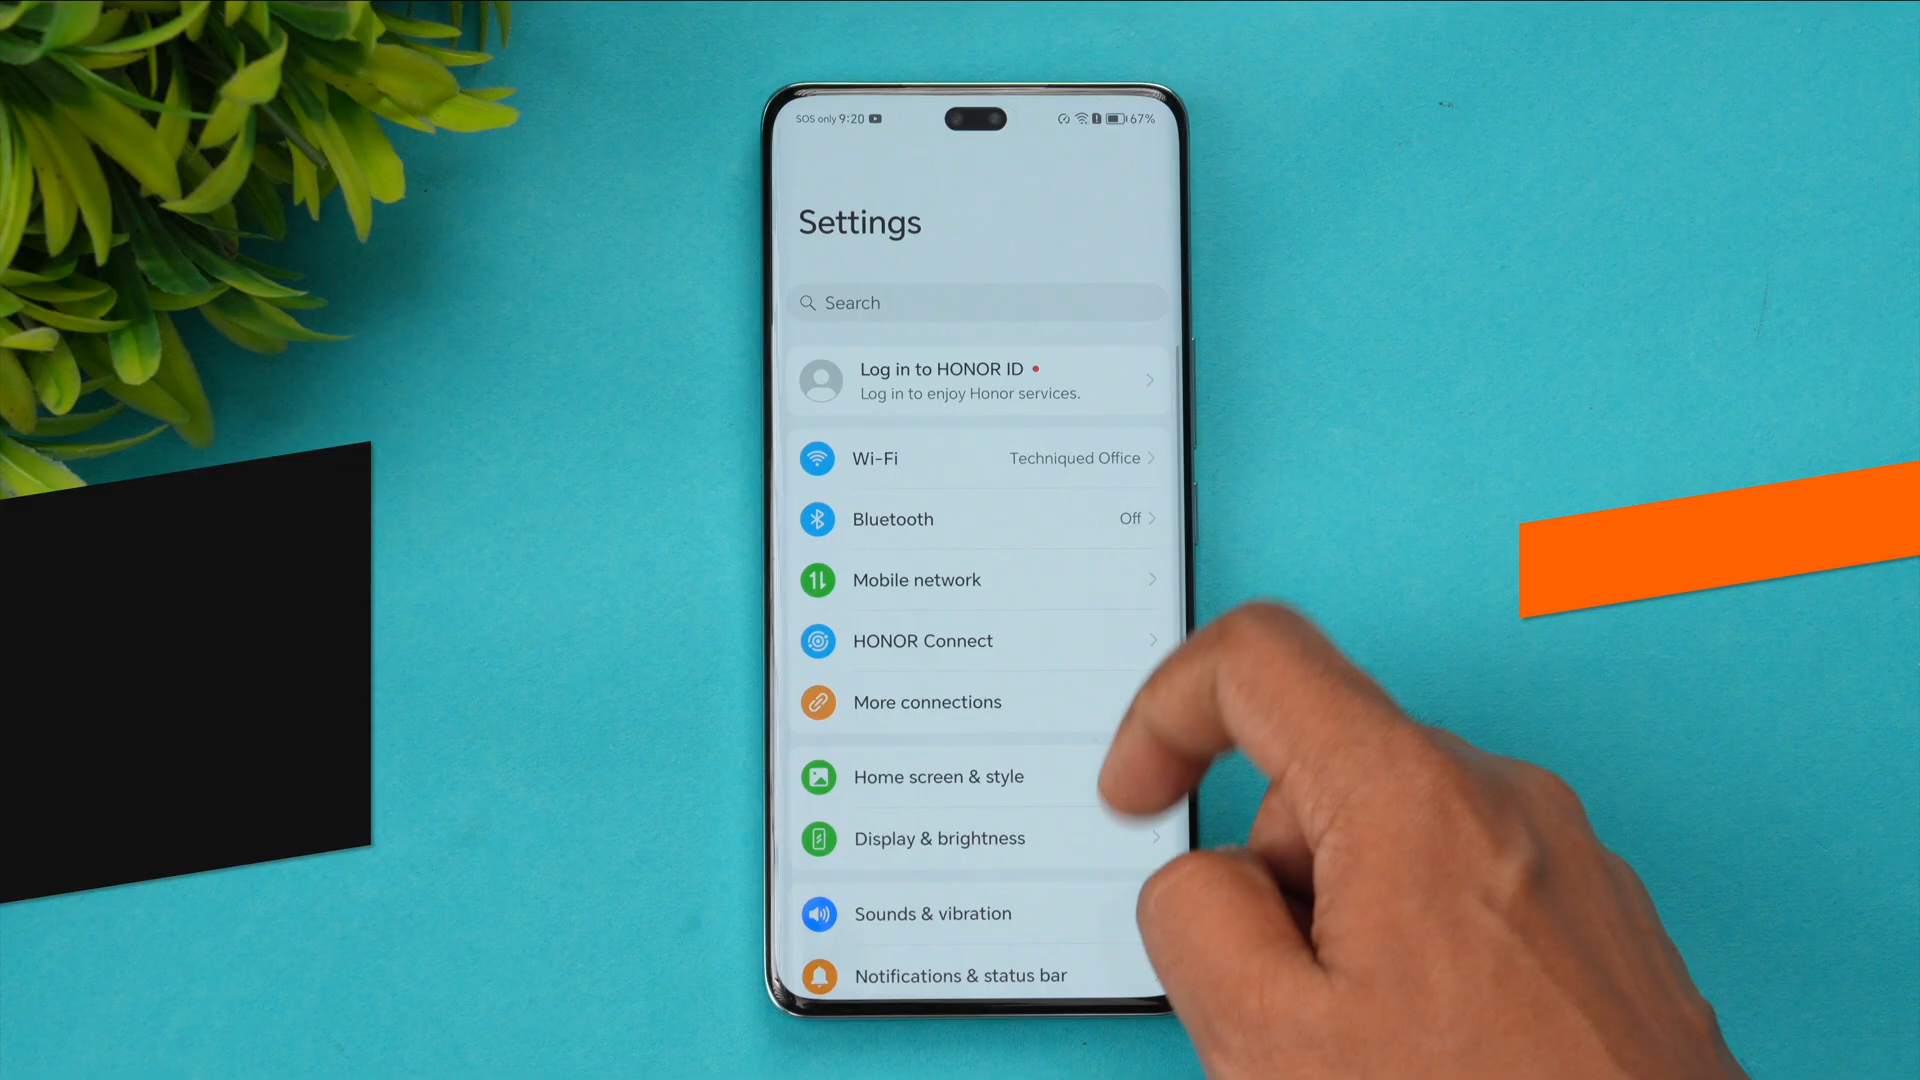 SOS only 9:20
67%
Settings
Search
Log in to HONOR ID
Log in to enjoy Honor services.
Wi-Fi Techniqued Office
Bluetooth Off
Mobile network
HONOR Connect
More connections
Home screen & style
Display & brightness
Sounds & vibration
Notifications & status bar